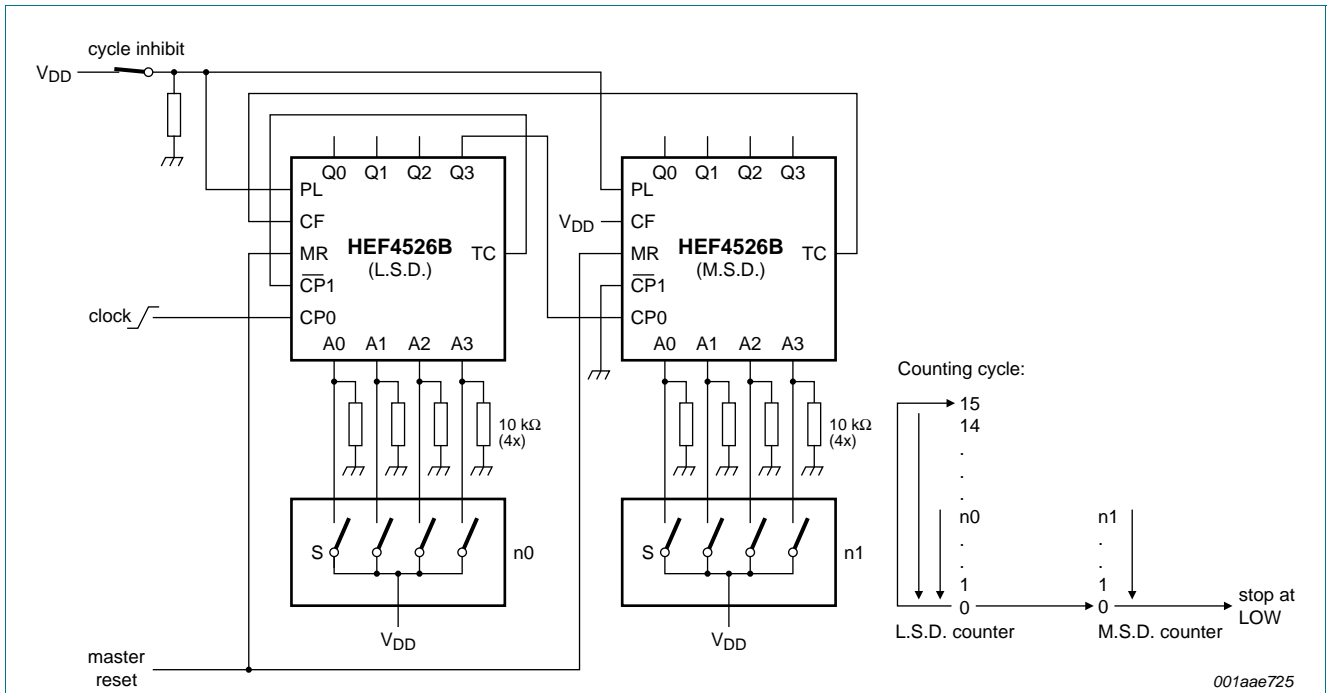 cycle inhibit
VDD
Q0 Q1 Q2 Q3
PL
CF
HEF4526B
MR
(L.S.D.)
TC
CP1
clock
CP0
A0 A1 A2 A3
10 kΩ
(4x)
S
n0
VDD
master
reset
Q0 Q1 Q2 Q3
PL
VDD
CF
HEF4526B
MR
(M.S.D.)
TC
CP1
CP0
A0 A1 A2 A3
10 kΩ
(4x)
S
n1
VDD
Counting cycle:
15
14
.
.
.
n0 n1
. .
. .
1 1
0 0
stop at
LOW
L.S.D. counter M.S.D. counter
001aae725